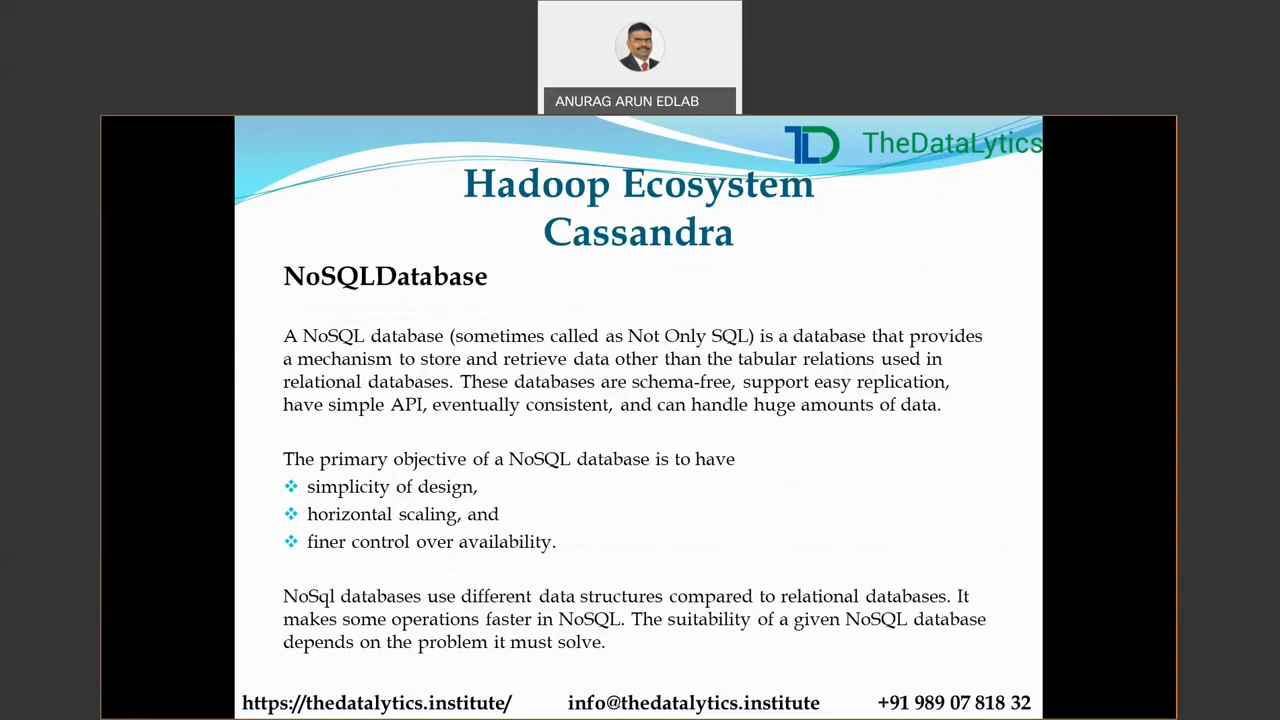 ANURAG ARUN EDLAB
TheDataLytics
Hadoop Ecosystem
Cassandra
NoSQLDatabase
A NoSQL database (sometimes called as Not Only SQL) is a database that provides
a mechanism to store and retrieve data other than the tabular relations used in
relational databases. These databases are schema-free, support easy replication,
have simple API, eventually consistent, and can handle huge amounts of data.
The primary objective of a NoSQL database is to have
❖ simplicity of design,
❖ horizontal scaling, and
❖ finer control over availability.
NoSql databases use different data structures compared to relational databases. It
makes some operations faster in NoSQL. The suitability of a given NoSQL database
depends on the problem it must solve.
https://thedatalytics.institute/ info@thedatalytics.institute +91 989 07 818 32